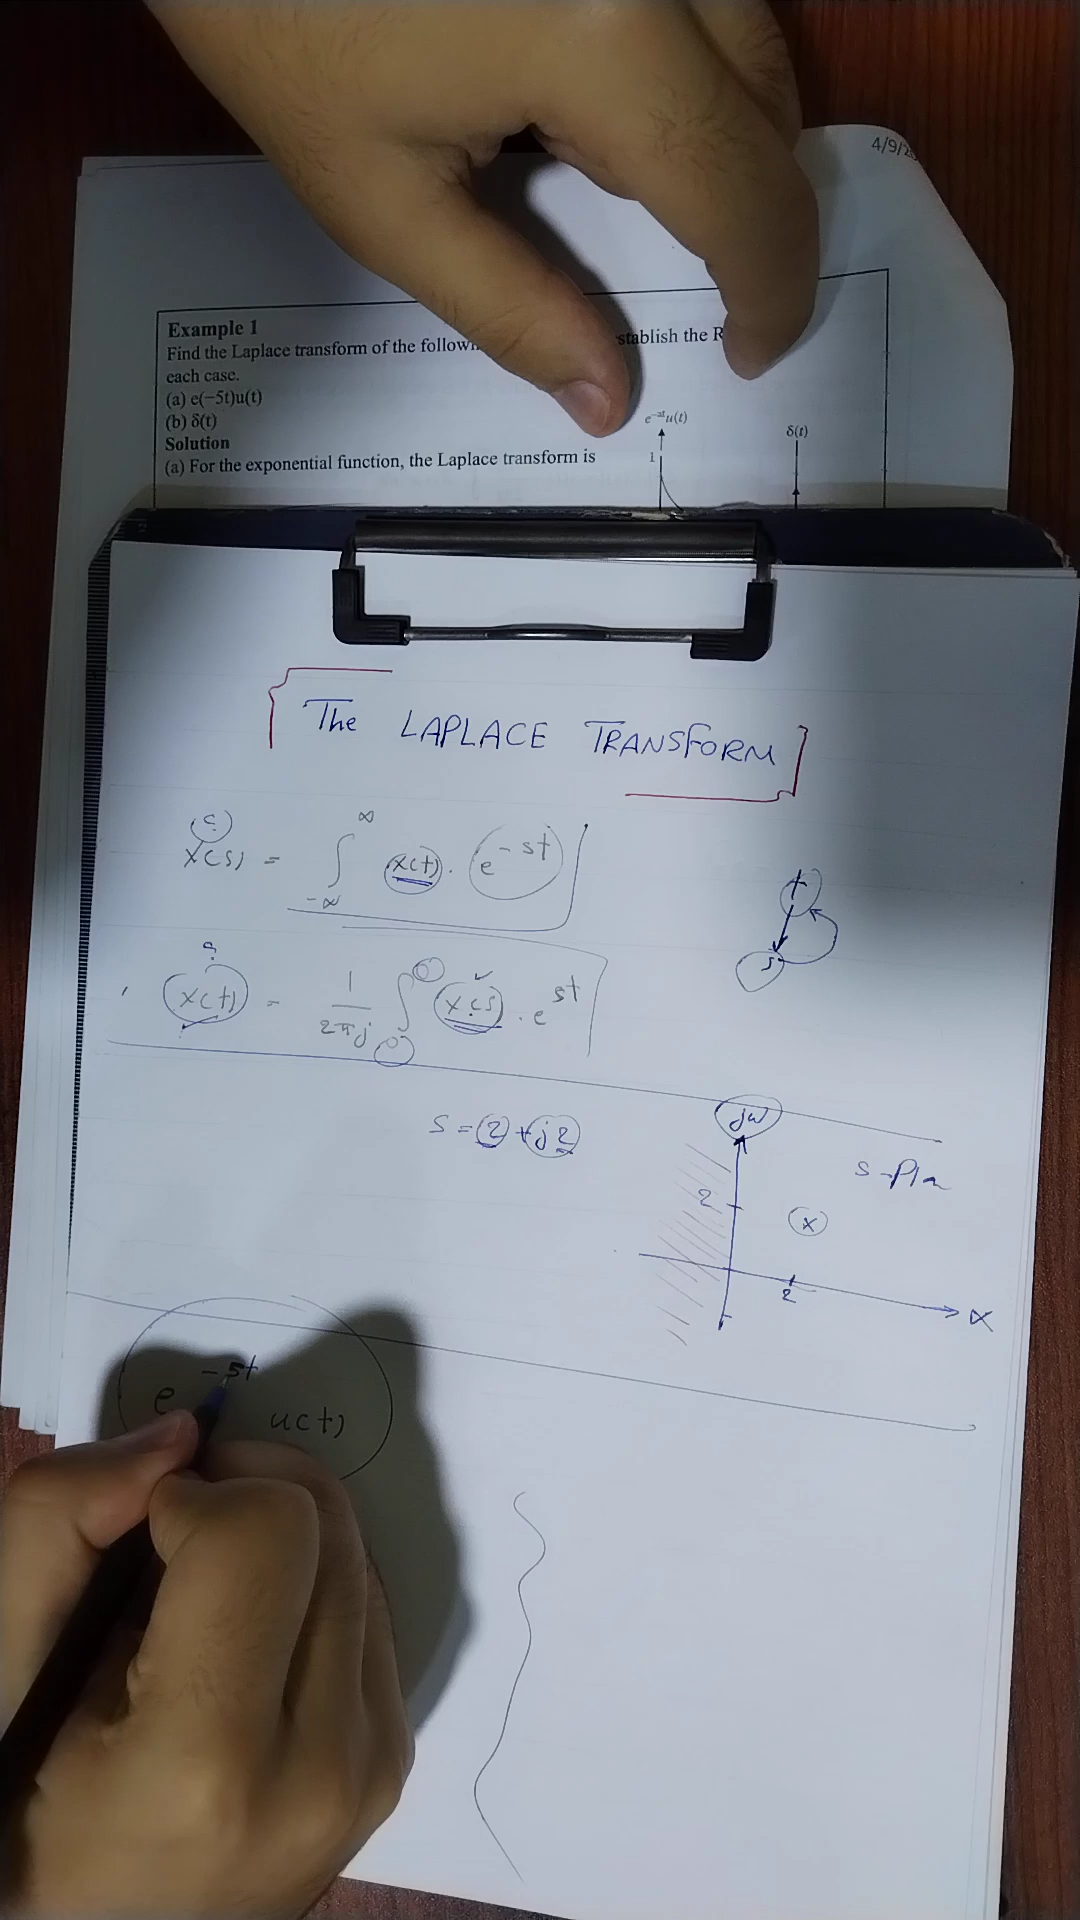 4/9/2
Example 1
Find the Laplace transform of the follow stablish the R
each case.
(a) e(−5t)u(t)
(b) δ(t)
Solution
(a) For the exponential function, the Laplace transform is
u(t)
1
δ(t)
The LAPLACE TRANSFORM
?
X(s) = ∫_{-∞}^{∞} x(t) . e^{-st}
t
s
?
x(t) = 1/2πj ∫ X(s) . e^{st}
s = 2 + j2
jω
s-Plan
2
x
2
α
e^{-5t} u(t)